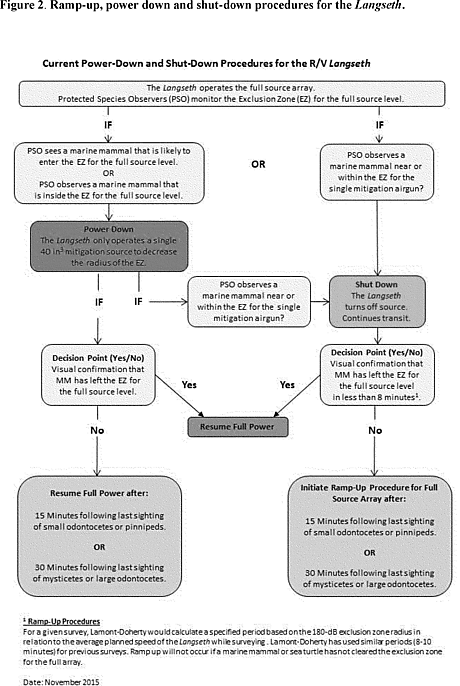 Figure 2. Ramp-up, power down and shut-down procedures for the Langseth.
Current Power-Down and Shut-Down Procedures for the R/V Langseth
The Langseth operates the full source array.
Protected Species Observers (PSO) monitor the Exclusion Zone (EZ) for the full source level.
IF
IF
PSO sees a marine mammal that is likely to
enter the EZ for the full source level.
OR
PSO observes a marine mammal that
is inside the EZ for the full source level.
OR
PSO observes a
marine mammal near or
within the EZ for the
single mitigation airgun?
Power Down
The Langseth only operates a single
40 in³ mitigation source to decrease
the radius of the EZ.
IF
IF
PSO observes a
marine mammal near or
within the EZ for the single
mitigation airgun?
Shut Down
The Langseth
turns off source.
Continues transit.
Decision Point (Yes/No)
Visual confirmation that
MM has left the EZ for
the full source level.
Yes
Yes
Decision Point (Yes/No)
Visual confirmation that
MM has left the EZ for
the full source level
in less than 8 minutes¹.
Resume Full Power
No
No
Resume Full Power after:
15 Minutes following last sighting
of small odontocetes or pinnipeds.
OR
30 Minutes following last sighting
of mysticetes or large odontocetes.
Initiate Ramp-Up Procedure for Full
Source Array after:
15 Minutes following last sighting
of small odontocetes or pinnipeds.
OR
30 Minutes following last sighting
of mysticetes or large odontocetes.
¹ Ramp-Up Procedures
For a given survey, Lamont-Doherty would calculate a specified period based on the 180-dB exclusion zone radius in
relation to the average planned speed of the Langseth while surveying. Lamont-Doherty has used similar periods (8-10
minutes) for previous surveys. Ramp up will not occur if a marine mammal or sea turtle has not cleared the exclusion zone
for the full array.
Date: November 2015